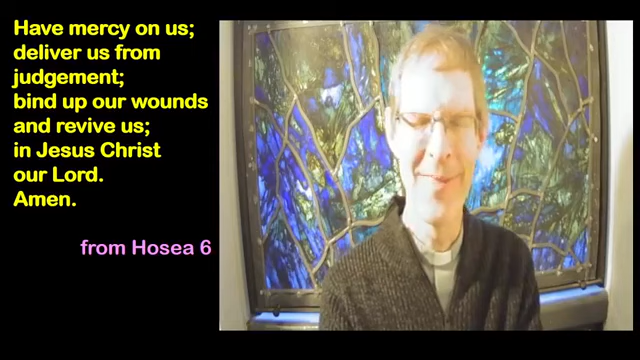 Have mercy on us;
deliver us from
judgement;
bind up our wounds
and revive us;
in Jesus Christ
our Lord.
Amen.
from Hosea 6